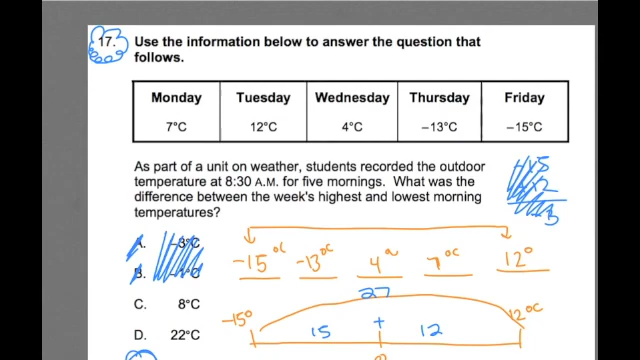 17. Use the information below to answer the question that
follows.
Monday Tuesday Wednesday Thursday Friday
7°C 12°C 4°C –13°C –15°C
As part of a unit on weather, students recorded the outdoor
temperature at 8:30 A.M. for five mornings. What was the
difference between the week's highest and lowest morning
temperatures?
A. –3°C
B.
C. 8°C
D. 22°C
-15°C -13°C 4° 7°C 12°
27
-15° 12°C
15 + 12